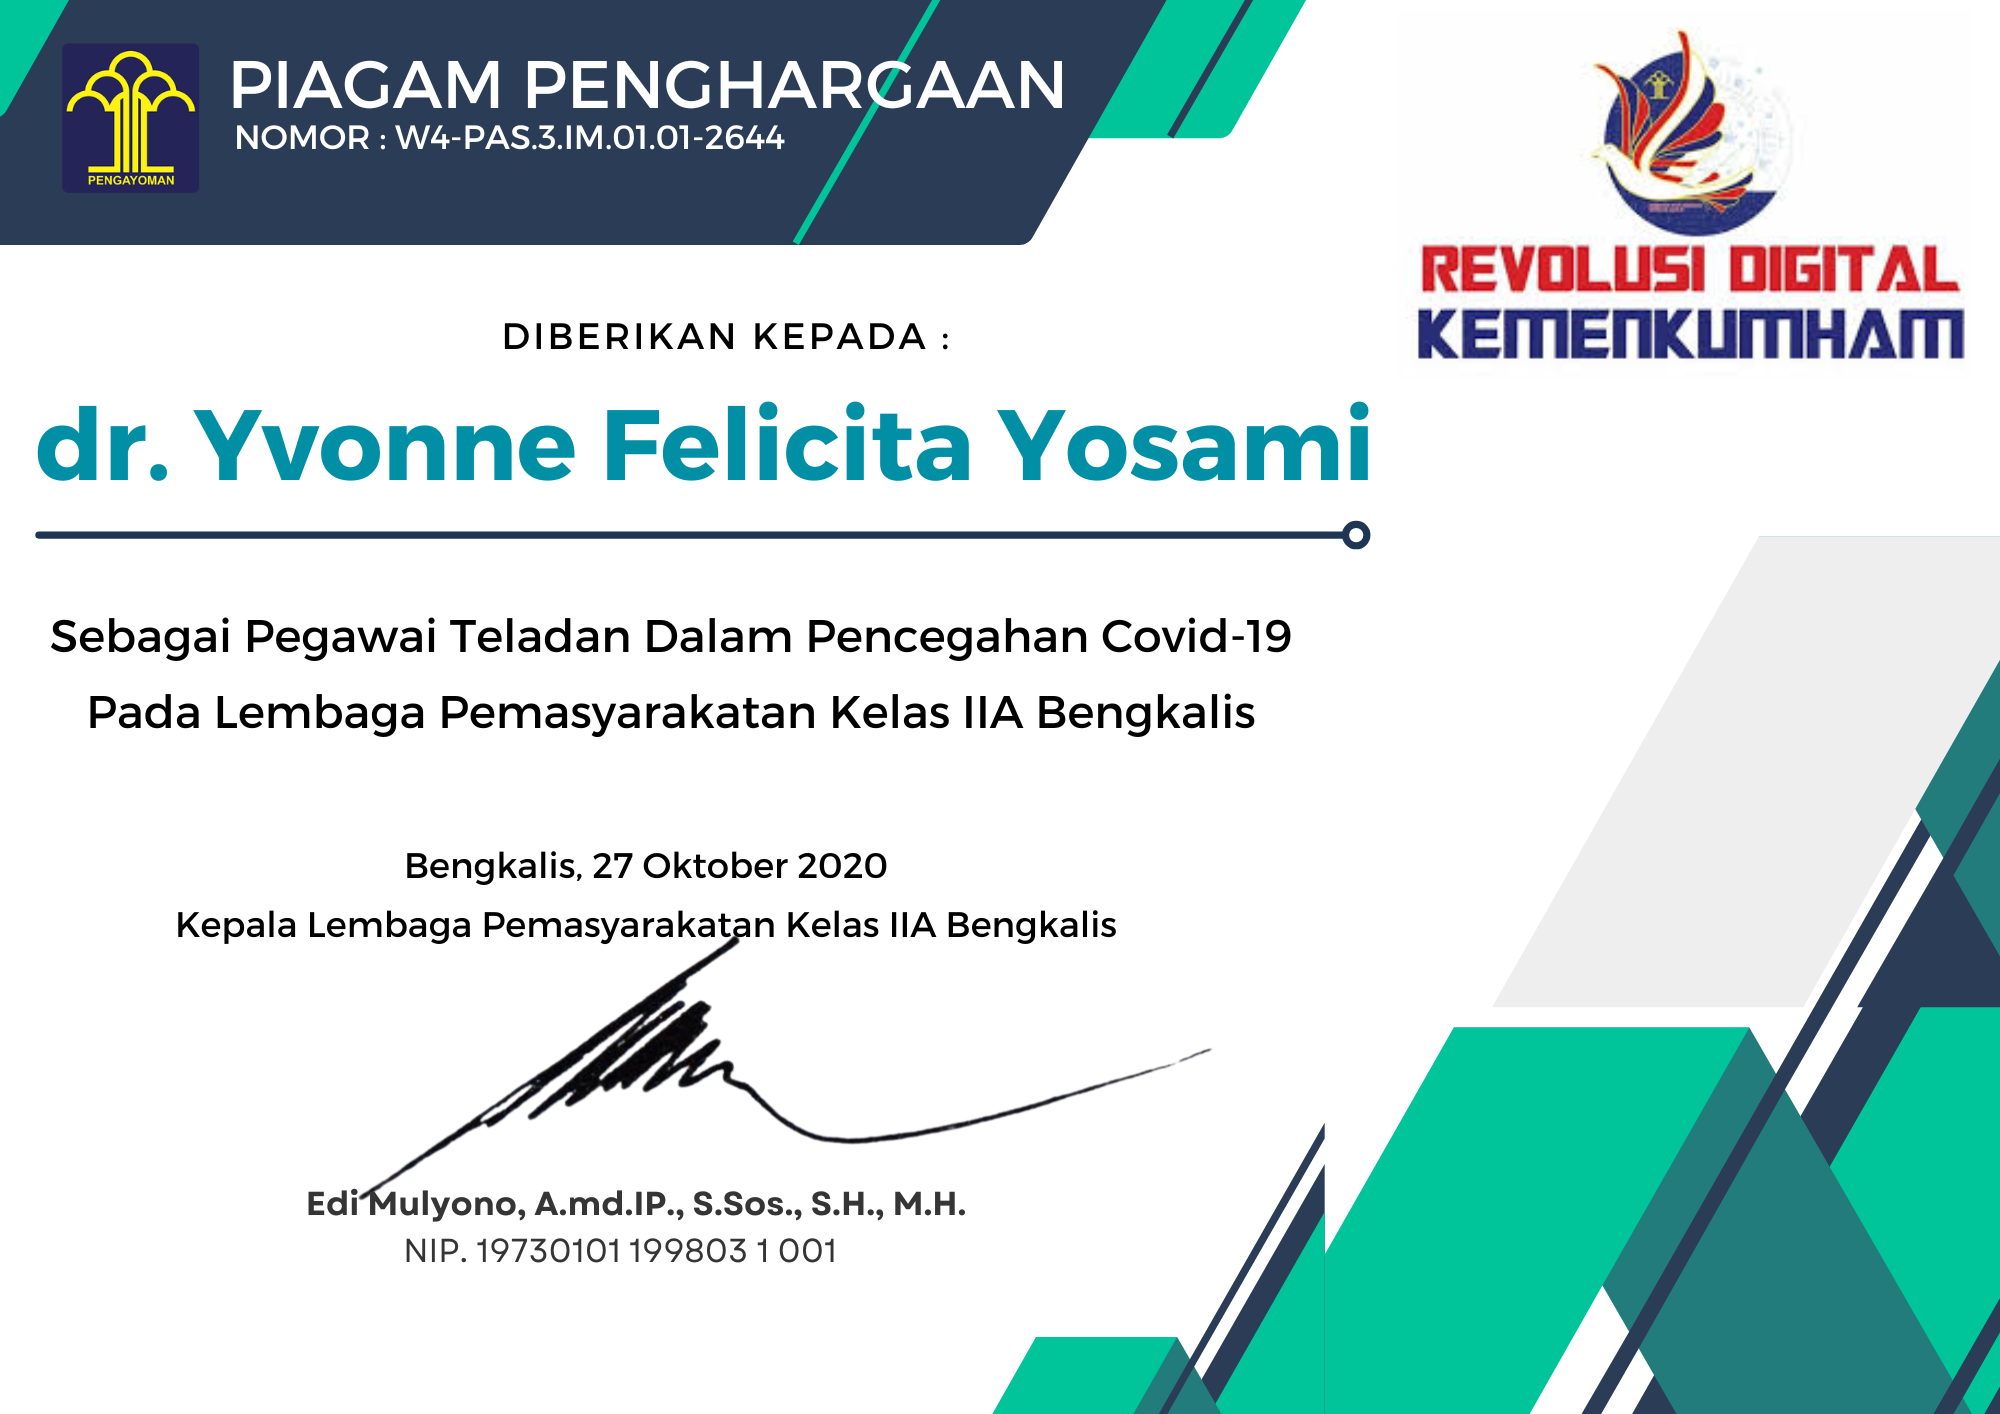 PIAGAM PENGHARGAAN
NOMOR : W4-PAS.3.IM.01.01-2644
PENGAYOMAN
REVOLUSI DIGITAL
KEMENKUMHAM
DIBERIKAN KEPADA :
dr. Yvonne Felicita Yosami
Sebagai Pegawai Teladan Dalam Pencegahan Covid-19
Pada Lembaga Pemasyarakatan Kelas IIA Bengkalis
Bengkalis, 27 Oktober 2020
Kepala Lembaga Pemasyarakatan Kelas IIA Bengkalis
Edi Mulyono, A.md.IP., S.Sos., S.H., M.H.
NIP. 19730101 199803 1 001